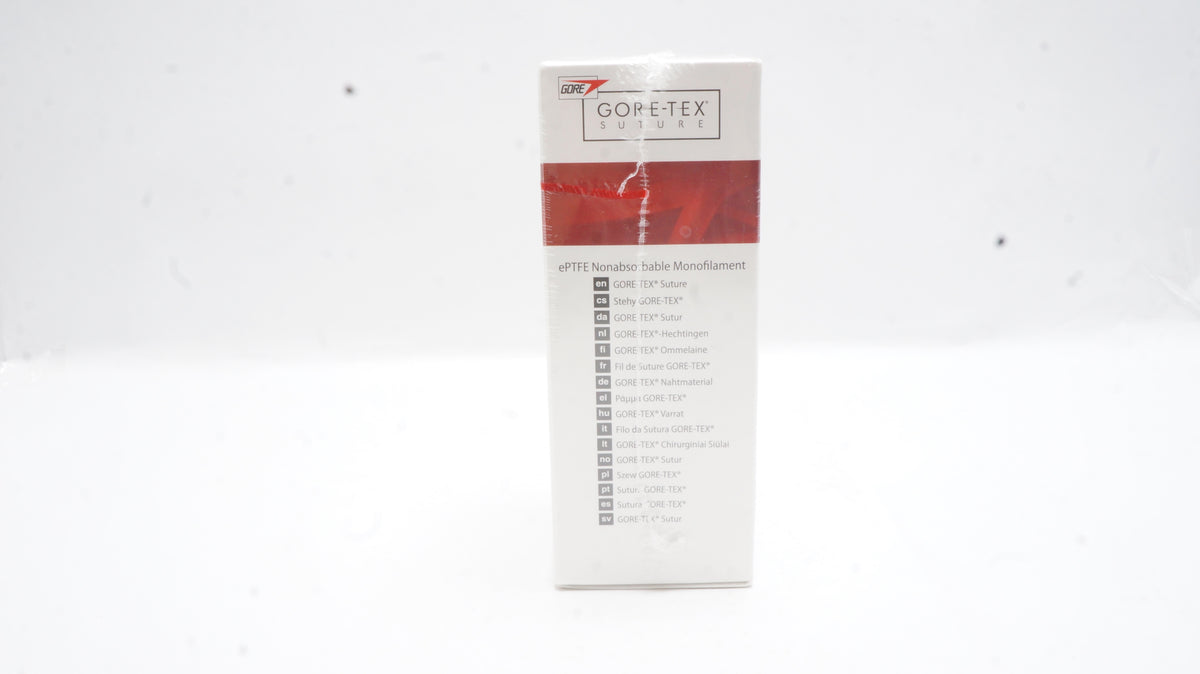 GORE
GORE-TEX®
SUTURE
ePTFE Nonabsorbable Monofilament
en GORE-TEX® Suture
cs Stehy GORE-TEX®
da GORE-TEX® Sutur
nl GORE-TEX®-Hechtingen
fi GORE-TEX® Ommelaine
fr Fil de Suture GORE-TEX®
de GORE-TEX® Nahtmaterial
el Ράμμα GORE-TEX®
hu GORE-TEX® Varrat
it Filo da Sutura GORE-TEX®
lt GORE-TEX® Chirurginiai Siūlai
no GORE-TEX® Sutur
pl Szew GORE-TEX®
pt Sutura GORE-TEX®
es Sutura GORE-TEX®
sv GORE-TEX® Sutur